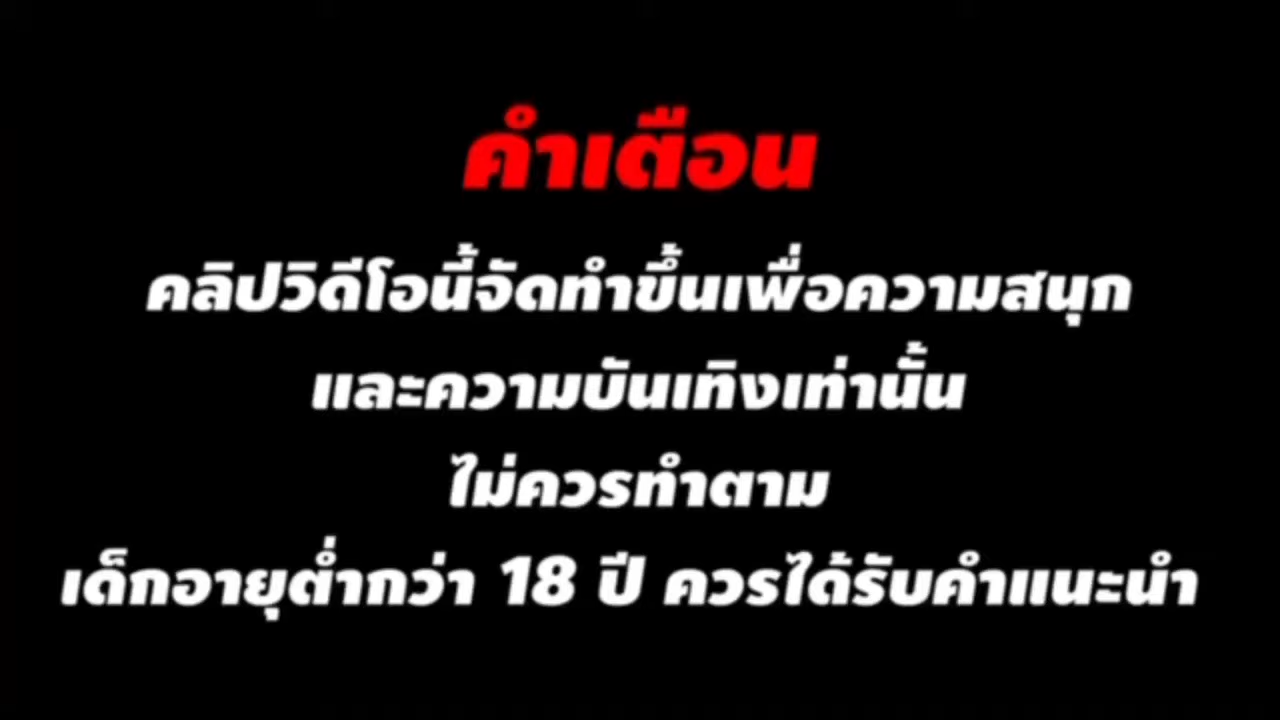 คำเตือน
คลิปวิดีโอนี้จัดทำขึ้นเพื่อความสนุก
และความบันเทิงเท่านั้น
ไม่ควรทำตาม
เด็กอายุต่ำกว่า 18 ปี ควรได้รับคำแนะนำ